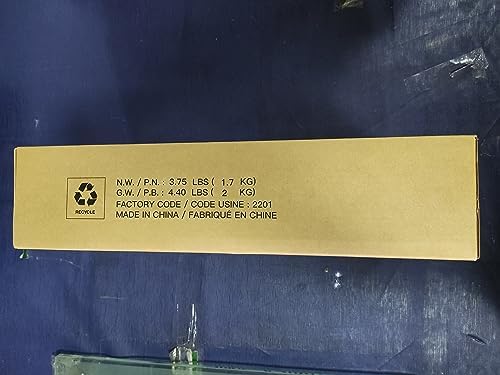 N.W. / P.N. : 3.75 LBS ( 1.7 KG)
G.W. / P.B. : 4.40 LBS ( 2 KG)
FACTORY CODE / CODE USINE : 2201
MADE IN CHINA / FABRIQUÉ EN CHINE
RECYCLE